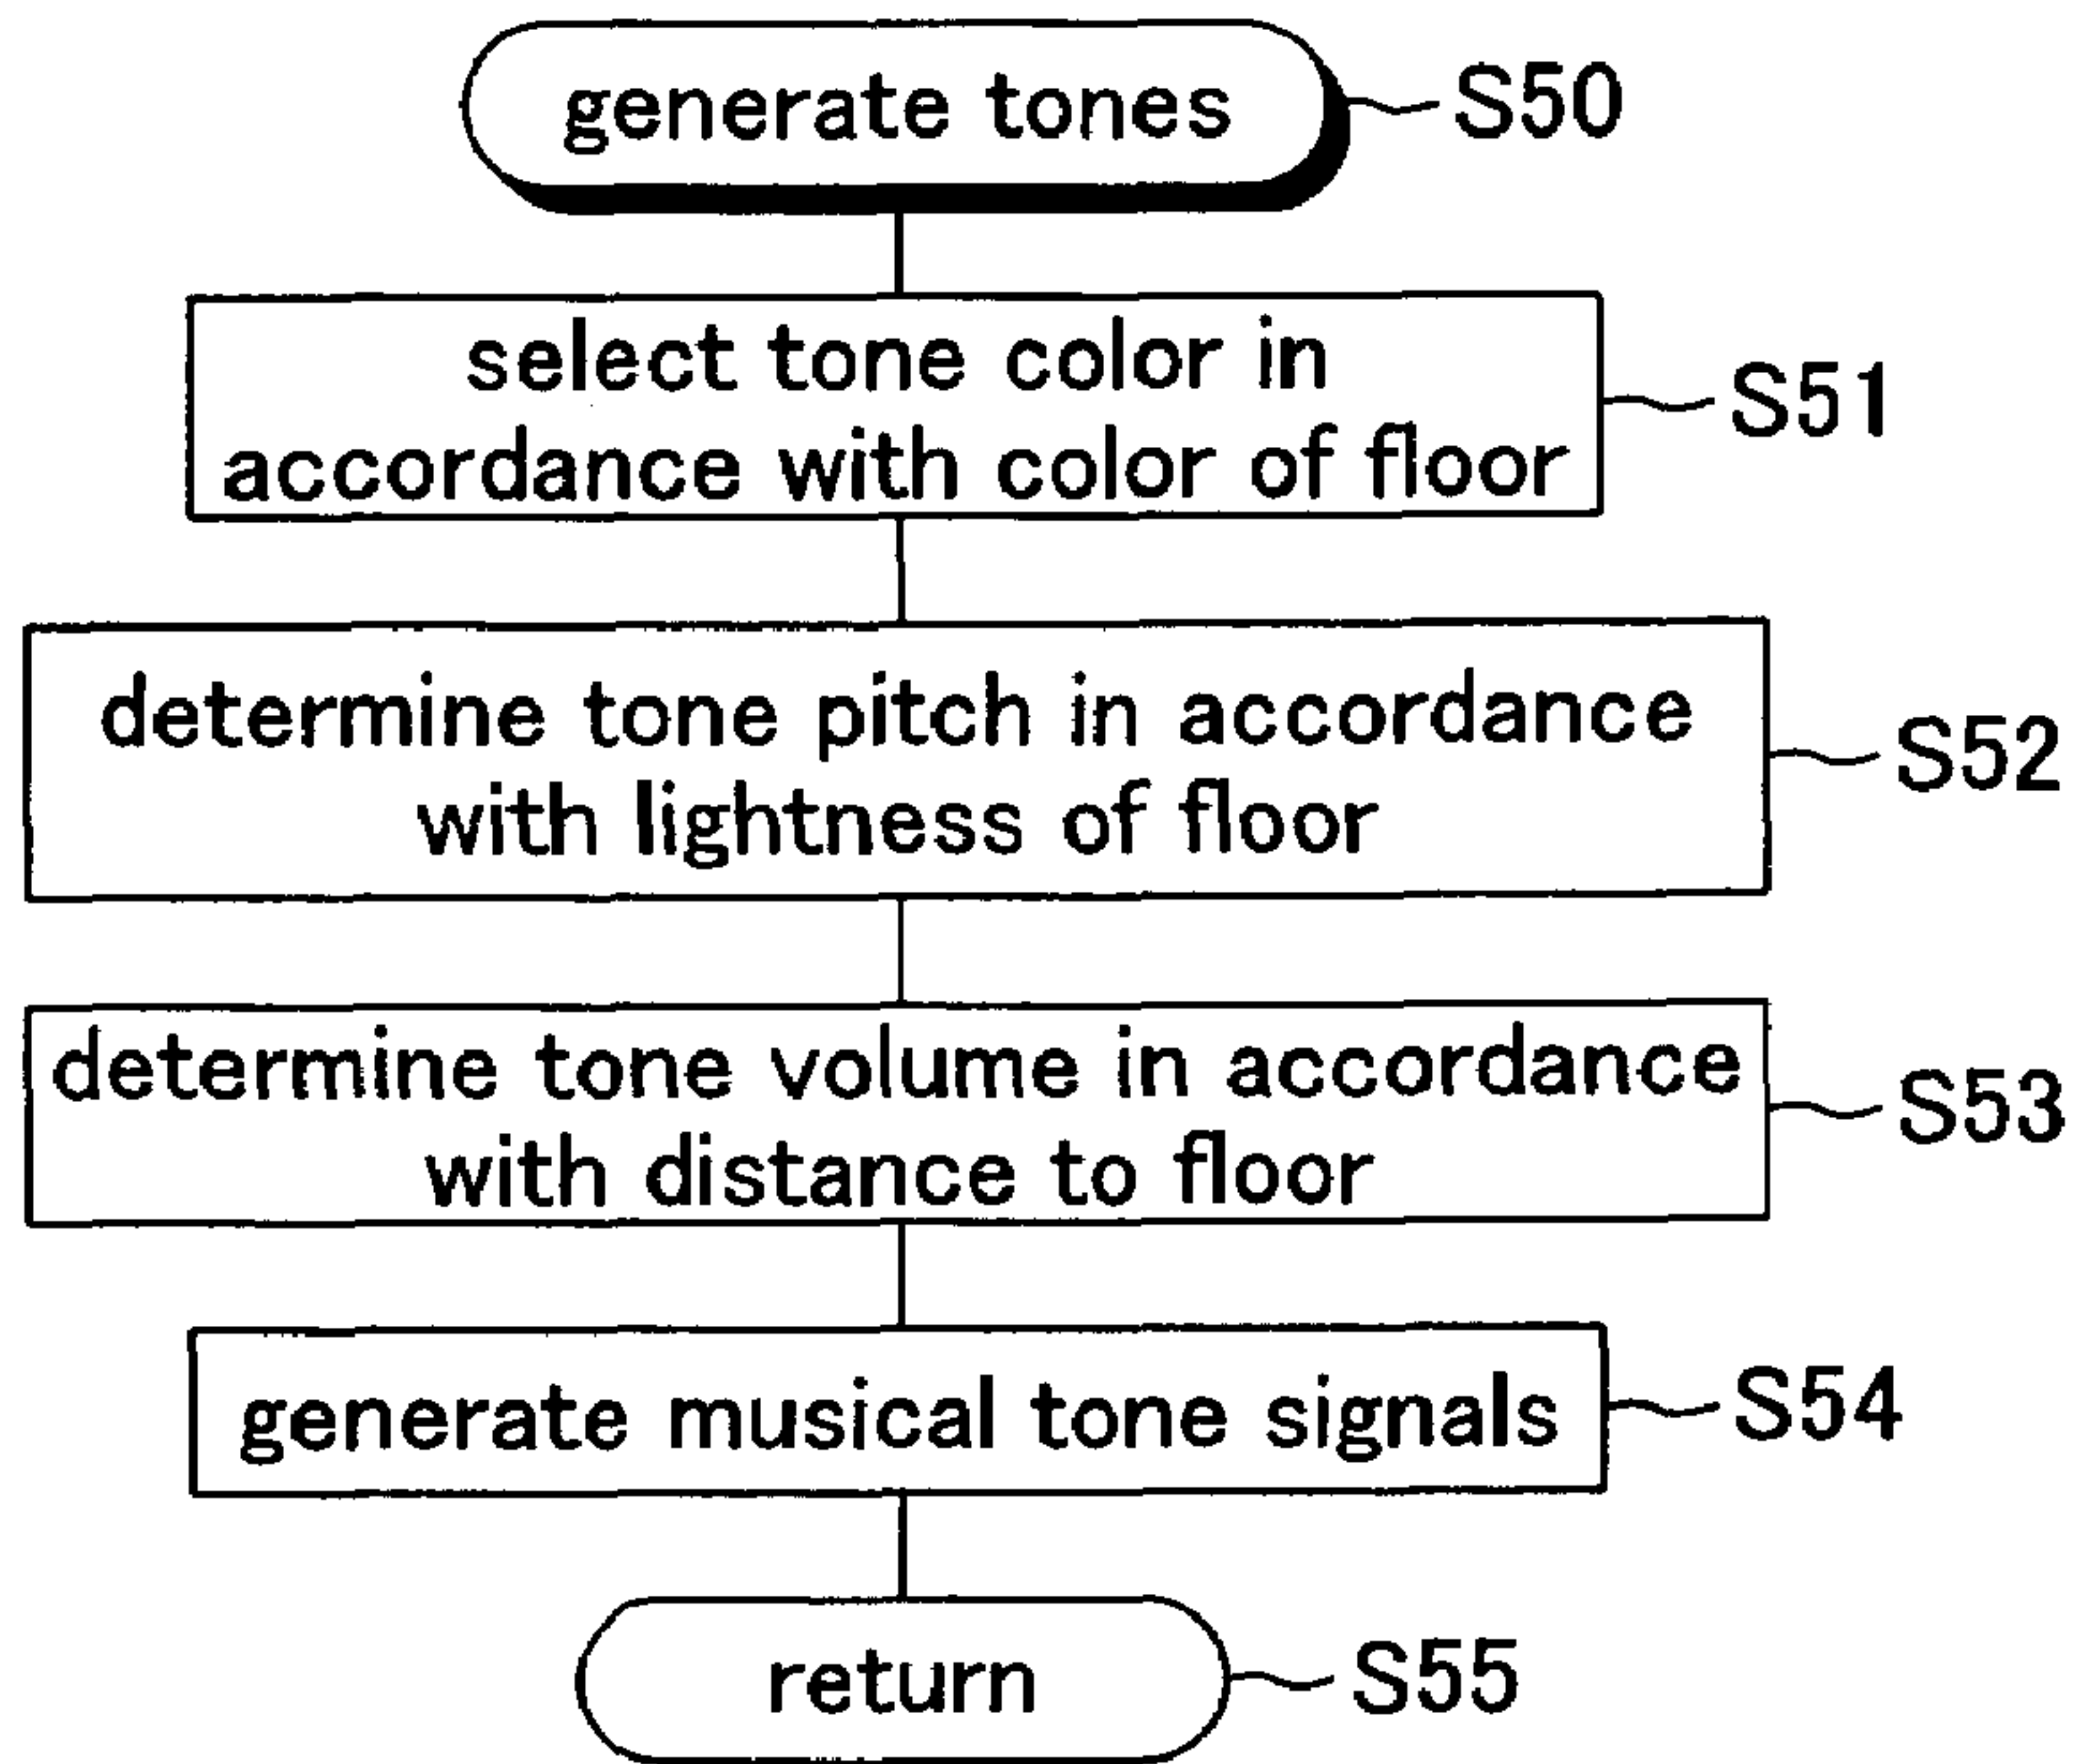 generate tones S50
select tone color in
accordance with color of floor S51
determine tone pitch in accordance
with lightness of floor S52
determine tone volume in accordance
with distance to floor S53
generate musical tone signals S54
return S55